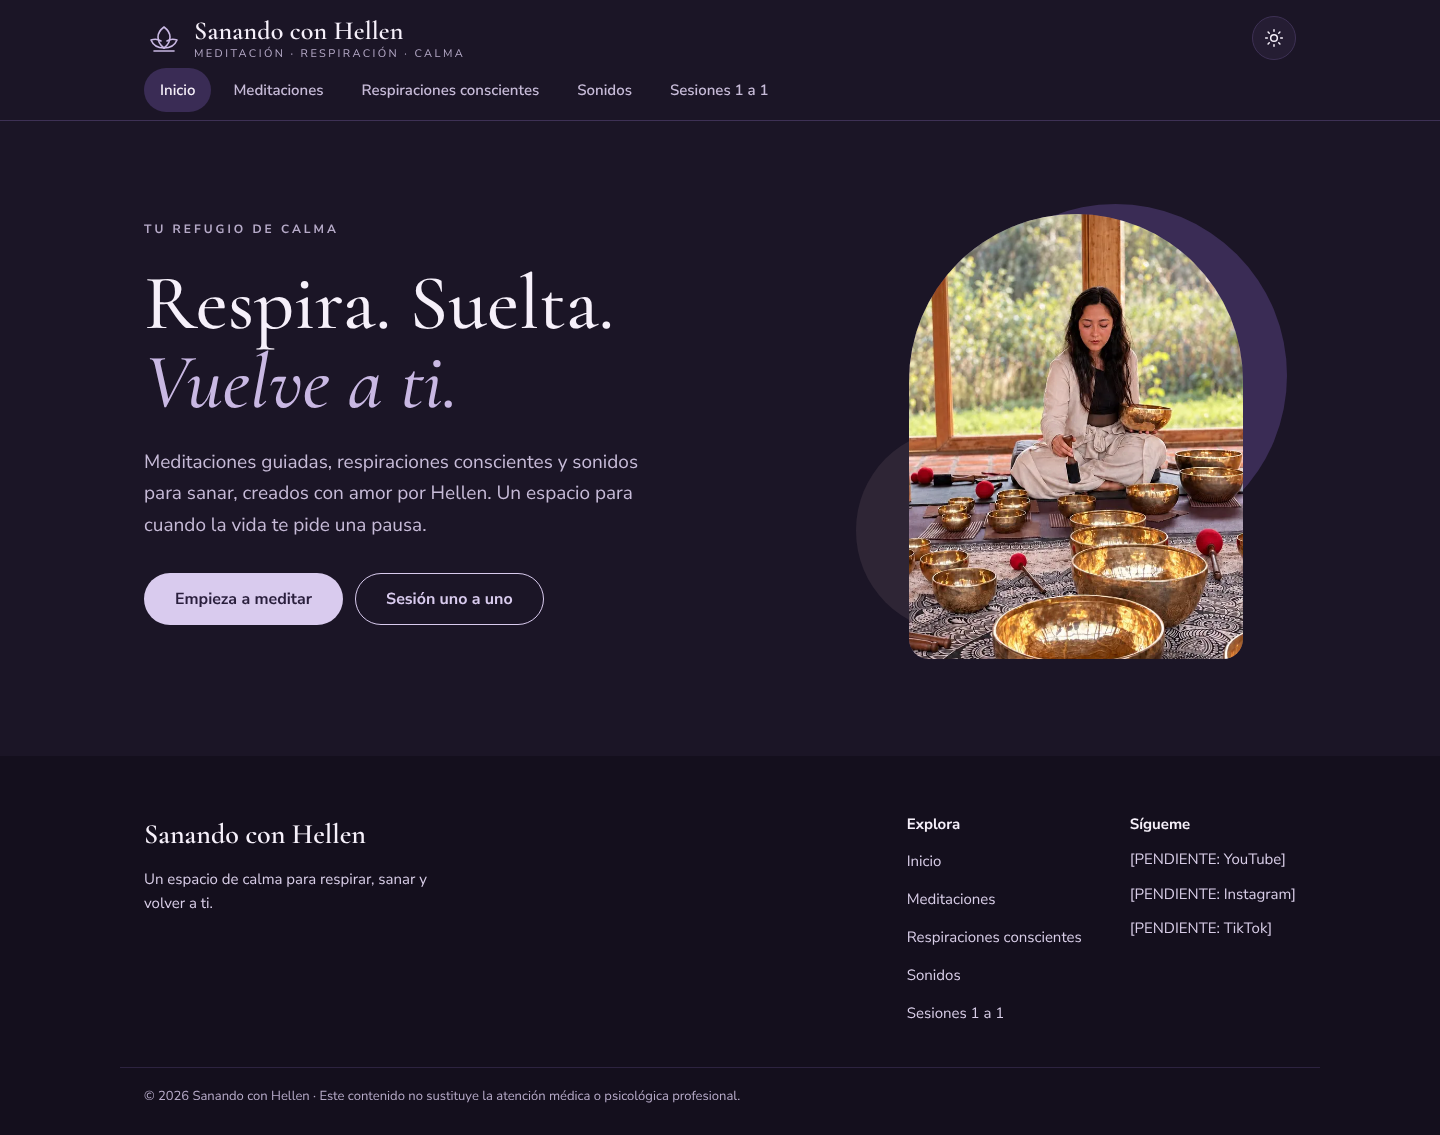 Sanando con Hellen
MEDITACIÓN · RESPIRACIÓN · CALMA
Inicio
Meditaciones
Respiraciones conscientes
Sonidos
Sesiones 1 a 1
TU REFUGIO DE CALMA
Respira. Suelta.
Vuelve a ti.
Meditaciones guiadas, respiraciones conscientes y sonidos
para sanar, creados con amor por Hellen. Un espacio para
cuando la vida te pide una pausa.
Empieza a meditar
Sesión uno a uno
Sanando con Hellen
Un espacio de calma para respirar, sanar y
volver a ti.
Explora
Inicio
Meditaciones
Respiraciones conscientes
Sonidos
Sesiones 1 a 1
Sígueme
[PENDIENTE: YouTube]
[PENDIENTE: Instagram]
[PENDIENTE: TikTok]
© 2026 Sanando con Hellen · Este contenido no sustituye la atención médica o psicológica profesional.